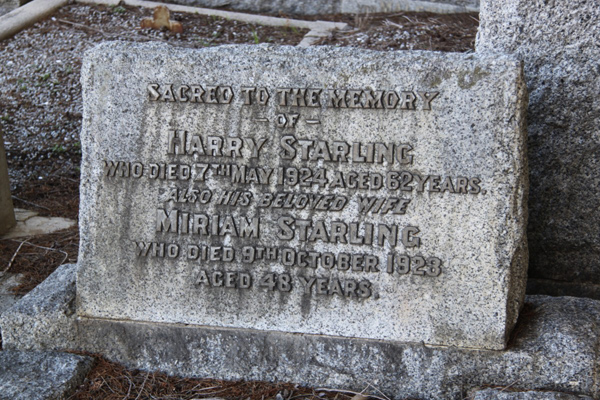 SACRED TO THE MEMORY
- OF -
HARRY STARLING
WHO DIED 7TH MAY 1924 AGED 62 YEARS.
ALSO HIS BELOVED WIFE
MIRIAM STARLING
WHO DIED 9TH OCTOBER 1928
AGED 48 YEARS.